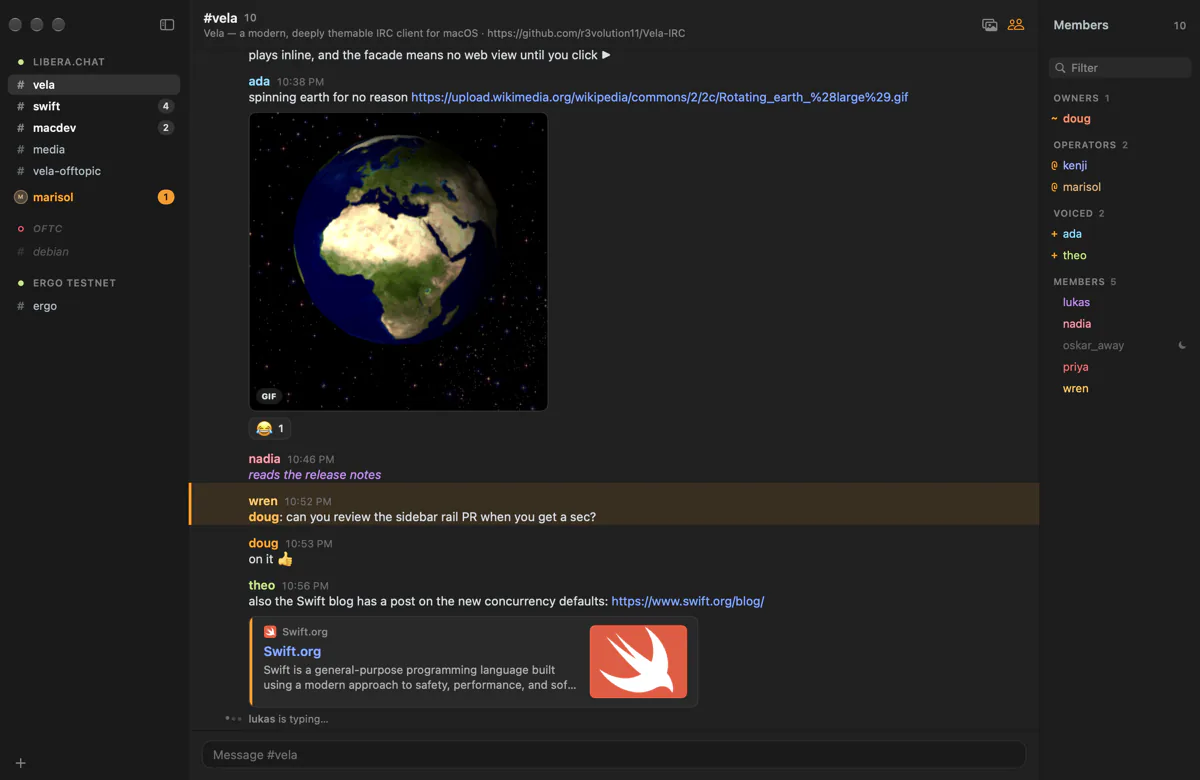 LIBERA.CHAT
# vela
# swift 4
# macdev 2
# media
# vela-offtopic
M marisol 1
OFTC
# debian
ERGO TESTNET
# ergo
+
#vela 10
Vela — a modern, deeply themable IRC client for macOS · https://github.com/r3volution11/Vela-IRC
plays inline, and the facade means no web view until you click ▶
ada 10:38 PM
spinning earth for no reason https://upload.wikimedia.org/wikipedia/commons/2/2c/Rotating_earth_%28large%29.gif
GIF
😂 1
nadia 10:46 PM
reads the release notes
wren 10:52 PM
doug: can you review the sidebar rail PR when you get a sec?
doug 10:53 PM
on it 👍
theo 10:56 PM
also the Swift blog has a post on the new concurrency defaults: https://www.swift.org/blog/
Swift.org
Swift.org
Swift is a general-purpose programming language built
using a modern approach to safety, performance, and sof...
lukas is typing...
Message #vela
Members 10
Filter
OWNERS 1
~ doug
OPERATORS 2
@ kenji
@ marisol
VOICED 2
+ ada
+ theo
MEMBERS 5
lukas
nadia
oskar_away
priya
wren